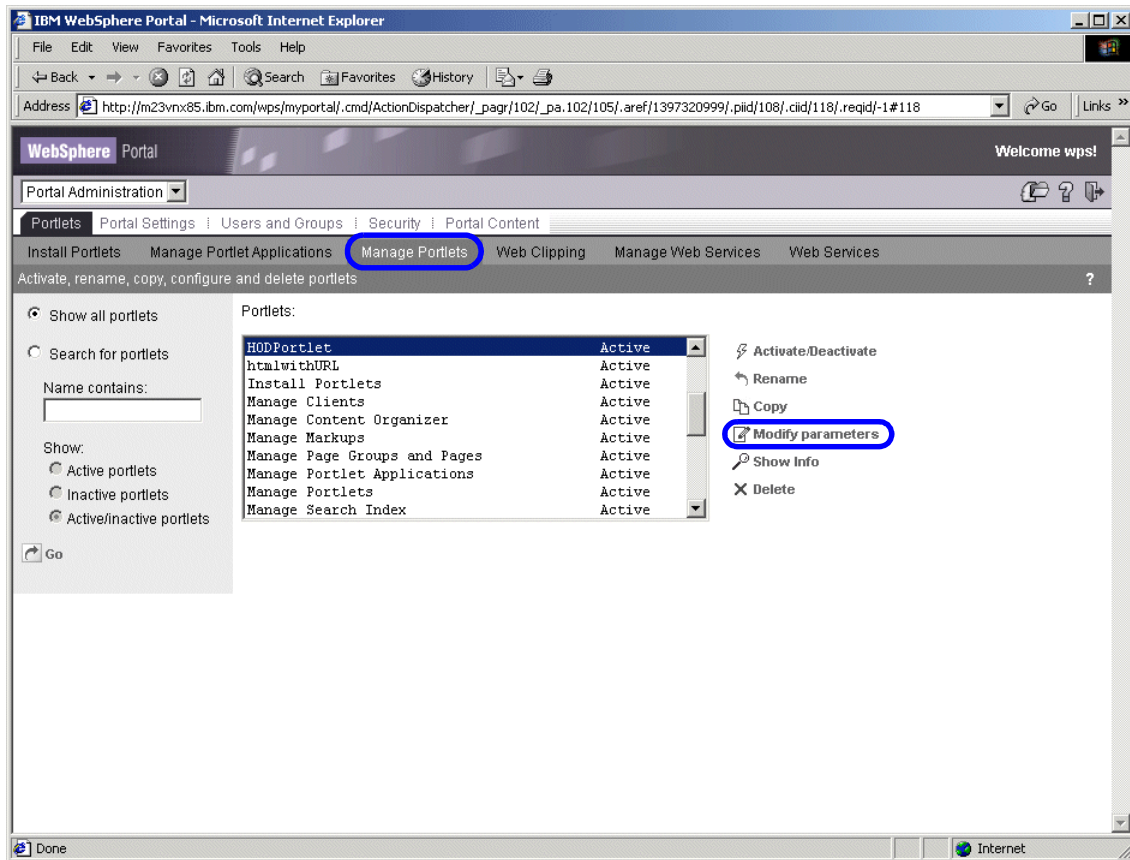 IBM WebSphere Portal - Microsoft Internet Explorer
File Edit View Favorites Tools Help
Back Search Favorites History
Address http://m23vnx85.ibm.com/wps/myportal/.cmd/ActionDispatcher/_pagr/102/_pa.102/105/.aref/1397320999/.piid/108/.ciid/118/.reqid/-1#118 Go Links »
WebSphere Portal Welcome wps!
Portal Administration ?
Portlets Portal Settings Users and Groups Security Portal Content
Install Portlets Manage Portlet Applications Manage Portlets Web Clipping Manage Web Services Web Services
Activate, rename, copy, configure and delete portlets ?
Show all portlets
Search for portlets
Name contains:
Show:
Active portlets
Inactive portlets
Active/inactive portlets
Go
Portlets:
HODPortlet Active
htmlwithURL Active
Install Portlets Active
Manage Clients Active
Manage Content Organizer Active
Manage Markups Active
Manage Page Groups and Pages Active
Manage Portlet Applications Active
Manage Portlets Active
Manage Search Index Active
Activate/Deactivate
Rename
Copy
Modify parameters
Show Info
Delete
Done Internet